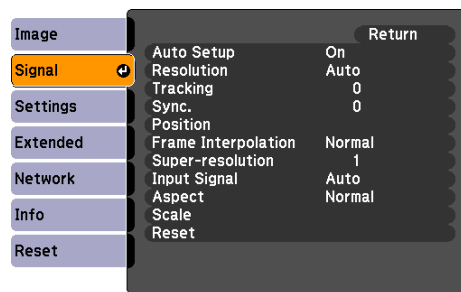 Image
Signal
Settings
Extended
Network
Info
Reset
Return
Auto Setup On
Resolution Auto
Tracking 0
Sync. 0
Position
Frame Interpolation Normal
Super-resolution 1
Input Signal Auto
Aspect Normal
Scale
Reset